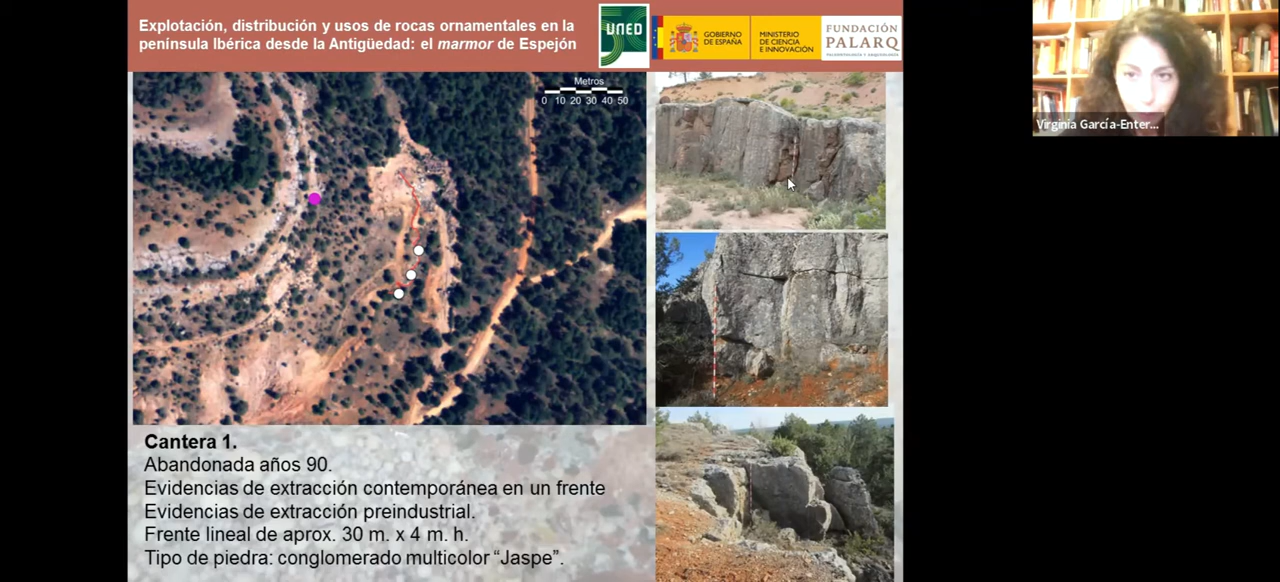 Explotación, distribución y usos de rocas ornamentales en la
península Ibérica desde la Antigüedad: el marmor de Espejón
UNED
GOBIERNO
DE ESPAÑA
MINISTERIO
DE CIENCIA
E INNOVACIÓN
FUNDACIÓN
PALARQ
Virginia García-Enter...
Metros
0 10 20 30 40 50
Cantera 1.
Abandonada años 90.
Evidencias de extracción contemporánea en un frente
Evidencias de extracción preindustrial.
Frente lineal de aprox. 30 m. x 4 m. h.
Tipo de piedra: conglomerado multicolor “Jaspe”.